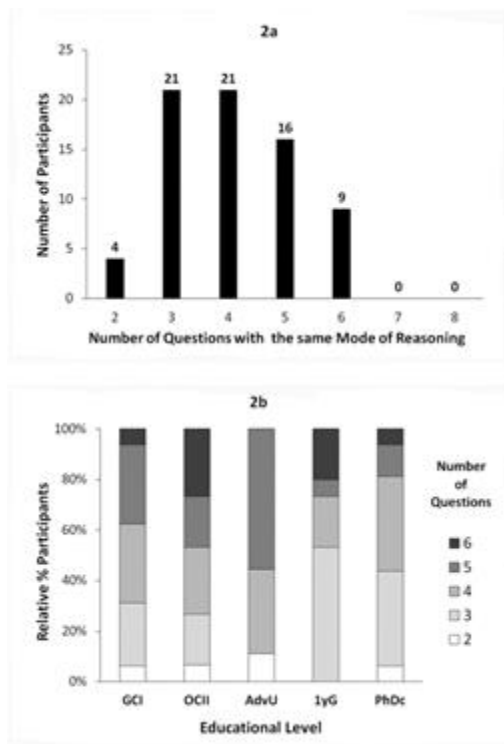 2a
25
20
15
10
5
0
4
21
21
16
9
0
0
2 3 4 5 6 7 8
Number of Participants
Number of Questions with the same Mode of Reasoning
2b
100%
80%
60%
40%
20%
0%
Relative % Participants
GCI OCII AdvU 1yG PhDc
Educational Level
Number
of
Questions
6
5
4
3
2